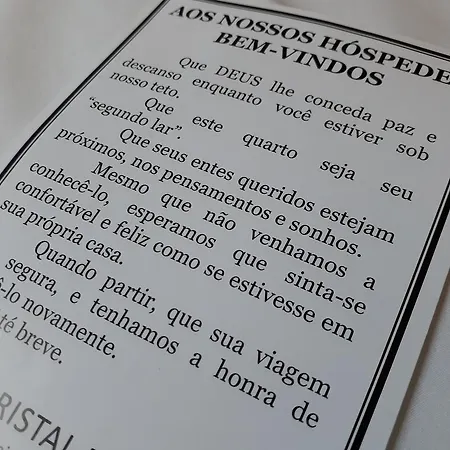 AOS NOSSOS HÓSPEDE
BEM-VINDOS
Que DEUS lhe conceda paz e
descanso enquanto você estiver sob
nosso teto.
Que este quarto seja seu
"segundo lar".
Que seus entes queridos estejam
próximos, nos pensamentos e sonhos.
Mesmo que não venhamos a
conhecê-lo, esperamos que sinta-se
confortável e feliz como se estivesse em
sua própria casa.
Quando partir, que sua viagem
segura, e tenhamos a honra de
ê-lo novamente.
té breve.
RISTAL